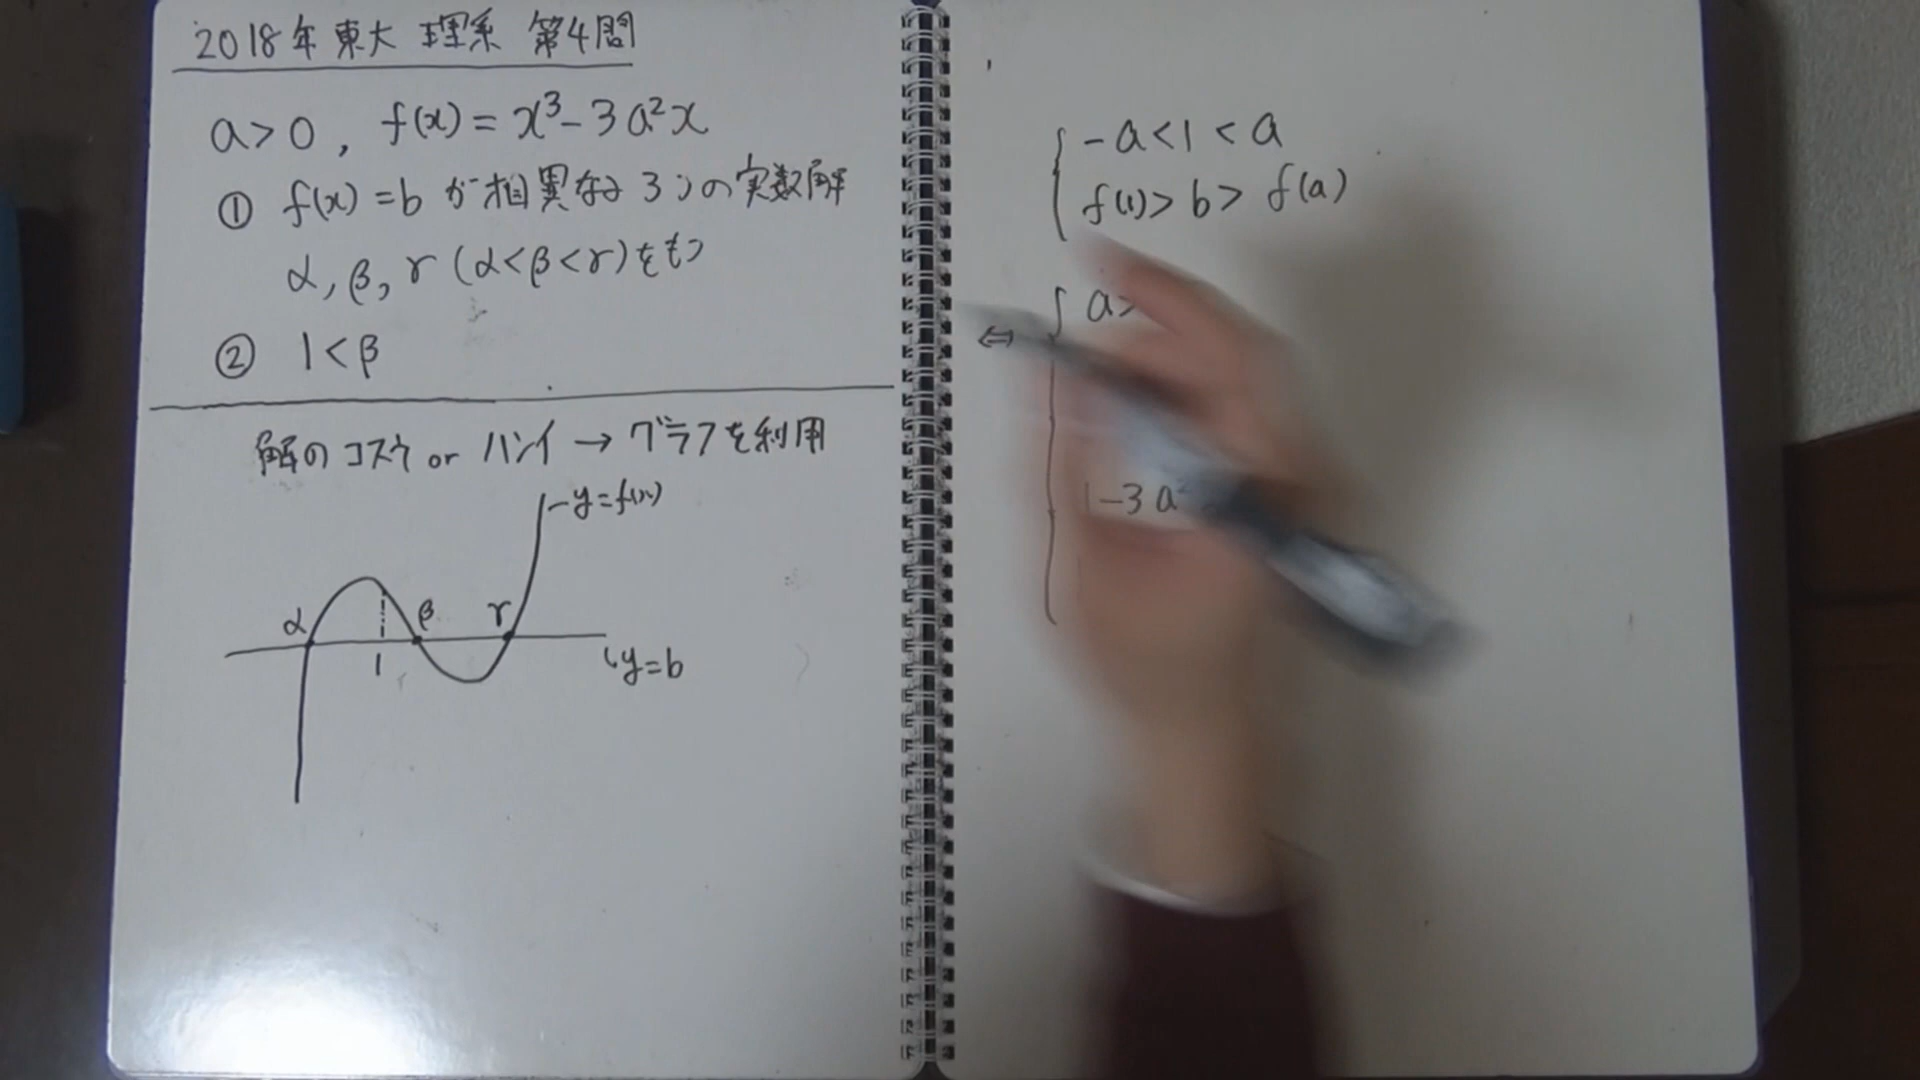 2018年 東大 理系 第4問
a>0, f(x)=x³-3a²x
① f(x)=b が相異なる3つの実数解
α, β, γ (α<β<γ)をもつ
② 1<β
解のコスウ or ハンイ → グラフを利用
y=f(x)
α β γ
1
y=b
-a<1<a
f(1)>b>f(a)
⇔ a>
1-3a²